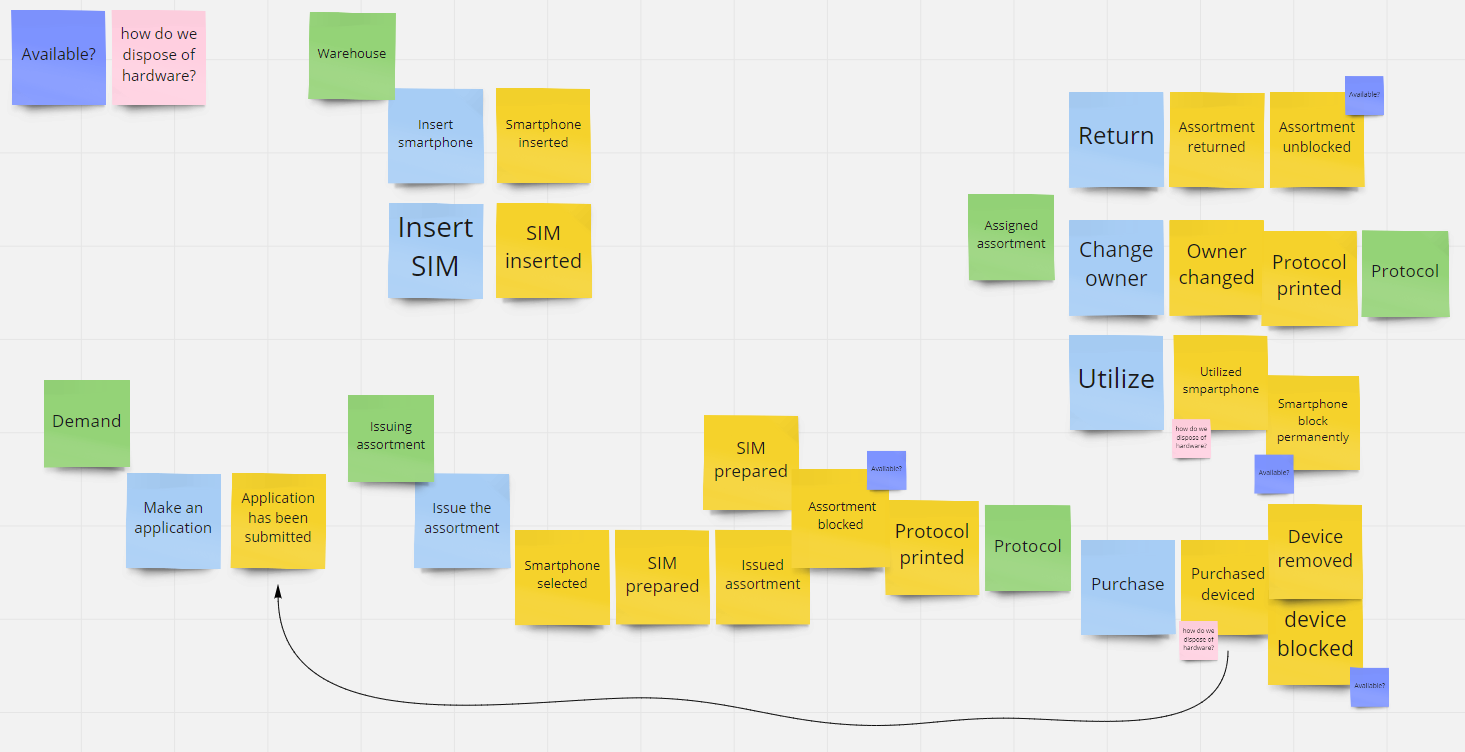 Available?
how do we
dispose of
hardware?
Warehouse
Insert
smartphone
Smartphone
inserted
Insert
SIM
SIM
inserted
Return
Assortment
returned
Assortment
unblocked
Available?
Assigned
assortment
Change
owner
Owner
changed
Protocol
printed
Protocol
Utilize
Utilized
smpartphone
how do we
dispose of
hardware?
Smartphone
block
permanently
Available?
Demand
Make an
application
Application
has been
submitted
Issuing
assortment
Issue the
assortment
Smartphone
selected
SIM
prepared
Issued
assortment
SIM
prepared
Assortment
blocked
Available?
Protocol
printed
Protocol
Purchase
Purchased
deviced
how do we
dispose of
hardware?
Device
removed
device
blocked
Available?